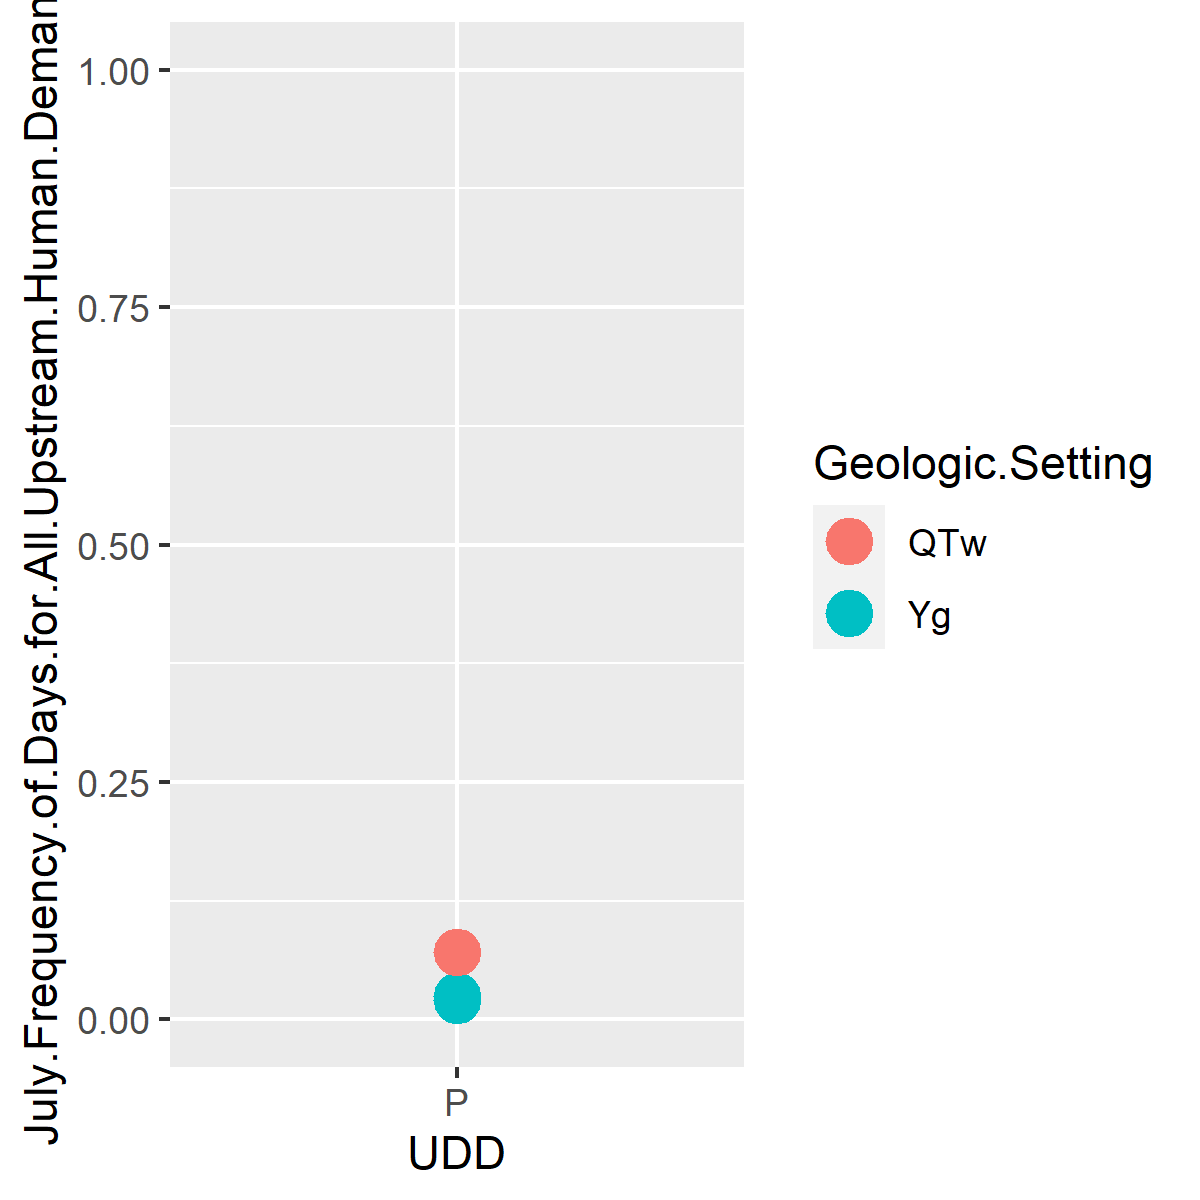 July.Frequency.of.Days.for.All.Upstream.Human.Deman
1.00
0.75
0.50
0.25
0.00
P
UDD
Geologic.Setting
QTw
Yg